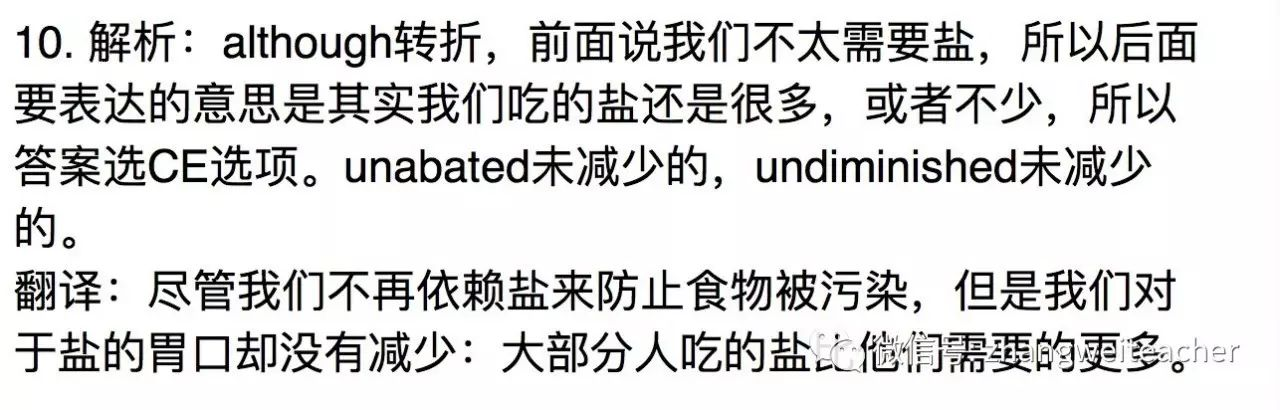 10. 解析：although转折，前面说我们不太需要盐，所以后面
要表达的意思是其实我们吃的盐还是很多，或者不少，所以
答案选CE选项。unabated未减少的，undiminished未减少
的。
翻译：尽管我们不再依赖盐来防止食物被污染，但是我们对
于盐的胃口却没有减少：大部分人吃的盐比他们需要的更多。
微信号: zhangweiteacher